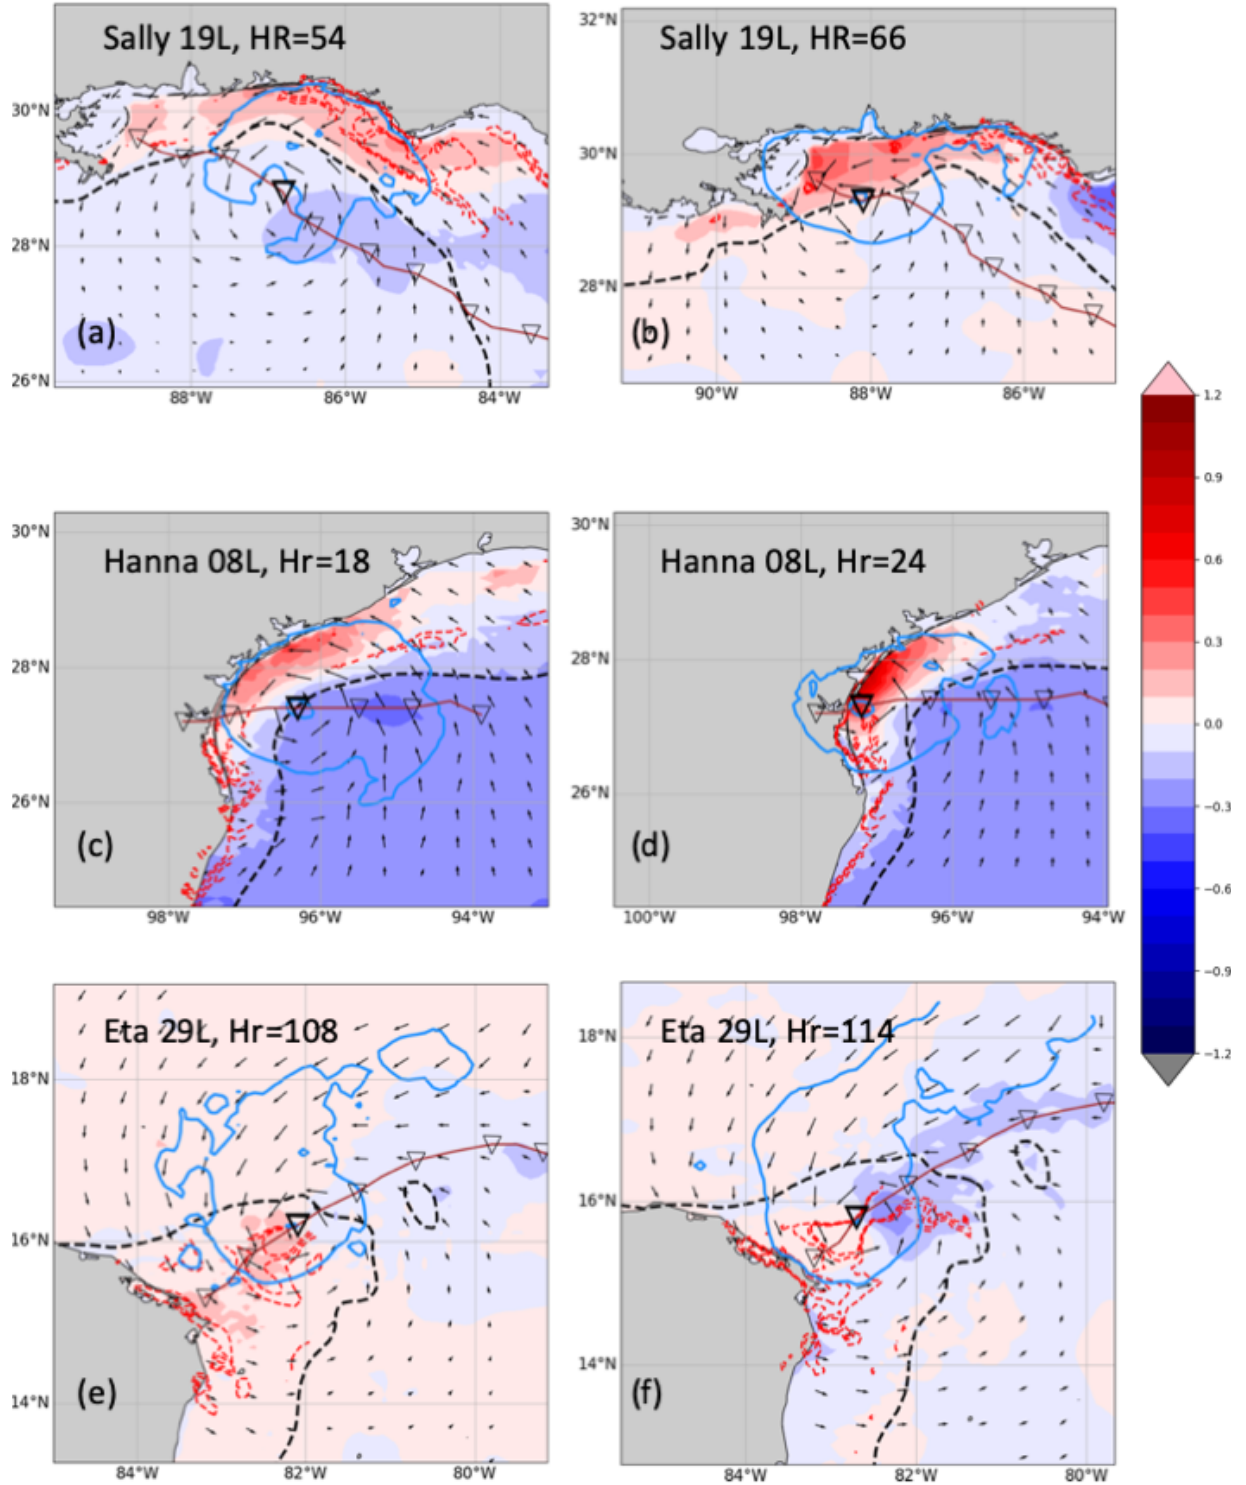 Sally 19L, HR=54
30°N
28°N
26°N
(a)
88°W 86°W 84°W
Sally 19L, HR=66
32°N
30°N
28°N
(b)
90°W 88°W 86°W
Hanna 08L, Hr=18
30°N
28°N
26°N
(c)
98°W 96°W 94°W
Hanna 08L, Hr=24
30°N
28°N
26°N
(d)
100°W 98°W 96°W 94°W
Eta 29L, Hr=108
18°N
16°N
14°N
(e)
84°W 82°W 80°W
Eta 29L, Hr=114
18°N
16°N
14°N
(f)
84°W 82°W 80°W
1.2
0.9
0.6
0.3
0.0
−0.3
−0.6
−0.9
−1.2